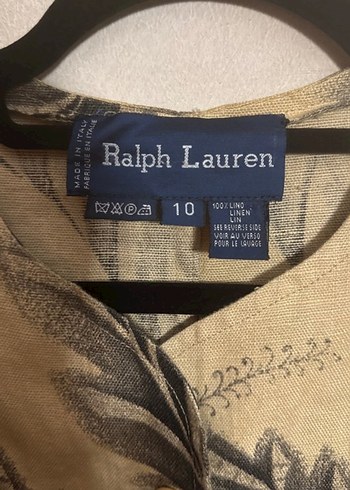 MADE IN ITALY
FABRIQUÉ EN ITALIE
Ralph Lauren
10
100% LINO
LINEN
LIN
SEE REVERSE SIDE
VOIR AU VERSO
POUR LE LAVAGE